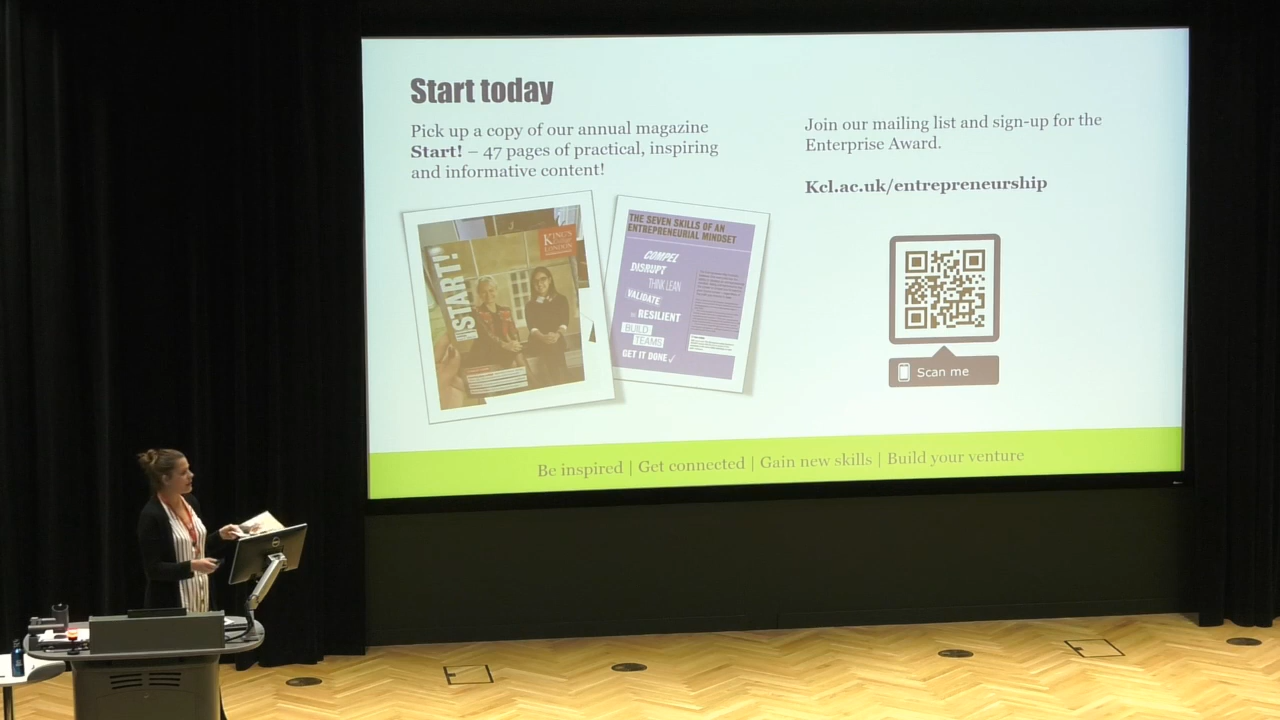 Start today
Pick up a copy of our annual magazine
Start! – 47 pages of practical, inspiring
and informative content!
START!
KING'S
College
LONDON
THE SEVEN SKILLS OF AN
ENTREPRENEURIAL MINDSET
COMPEL
DISRUPT
THINK LEAN
VALIDATE
BE RESILIENT
BUILD
TEAMS
GET IT DONE ✓
Join our mailing list and sign-up for the
Enterprise Award.
Kcl.ac.uk/entrepreneurship
Scan me
Be inspired | Get connected | Gain new skills | Build your venture